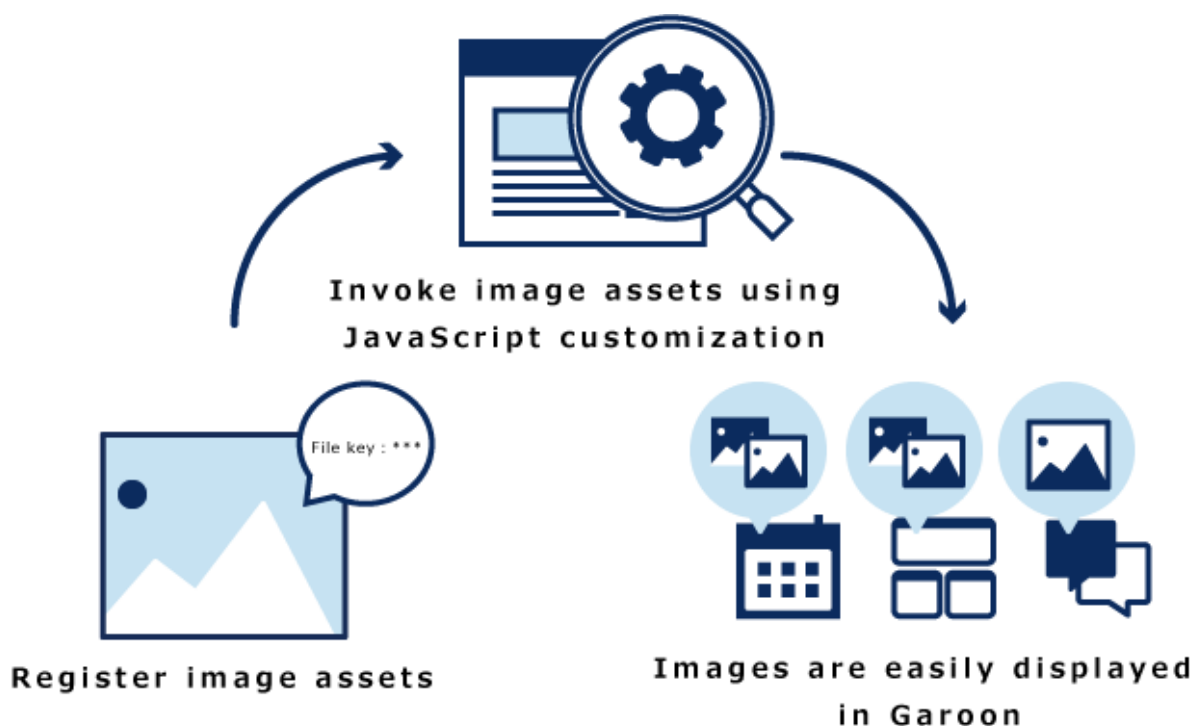 Invoke image assets using
JavaScript customization
File key : ***
Register image assets
Images are easily displayed
in Garoon